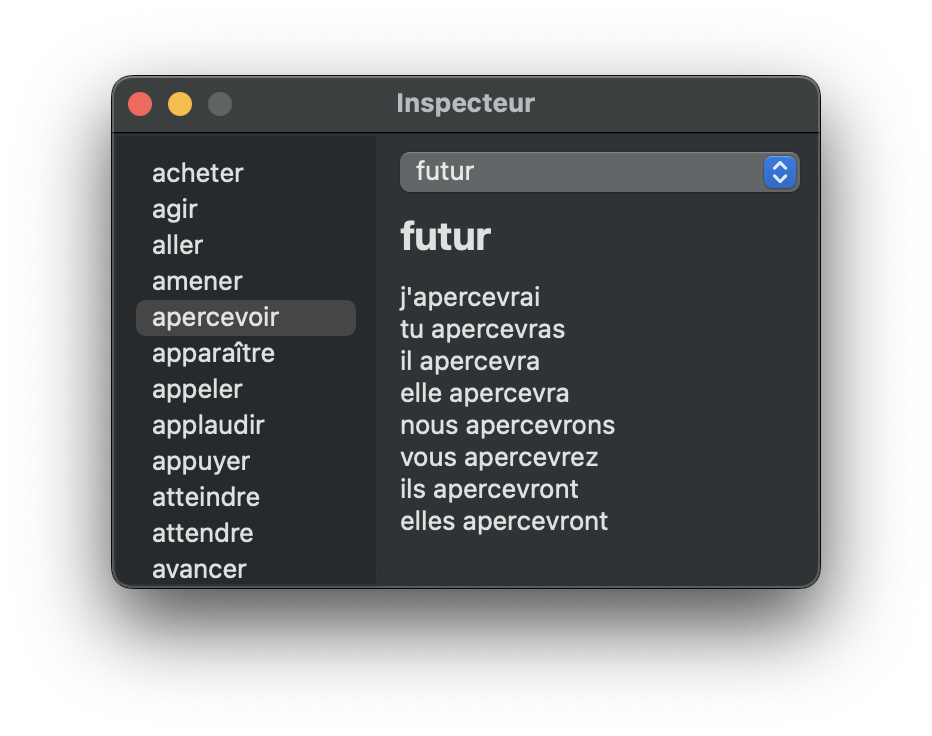 Inspecteur
acheter
agir
aller
amener
apercevoir
apparaître
appeler
applaudir
appuyer
atteindre
attendre
avancer
futur
futur
j'apercevrai
tu apercevras
il apercevra
elle apercevra
nous apercevrons
vous apercevrez
ils apercevront
elles apercevront